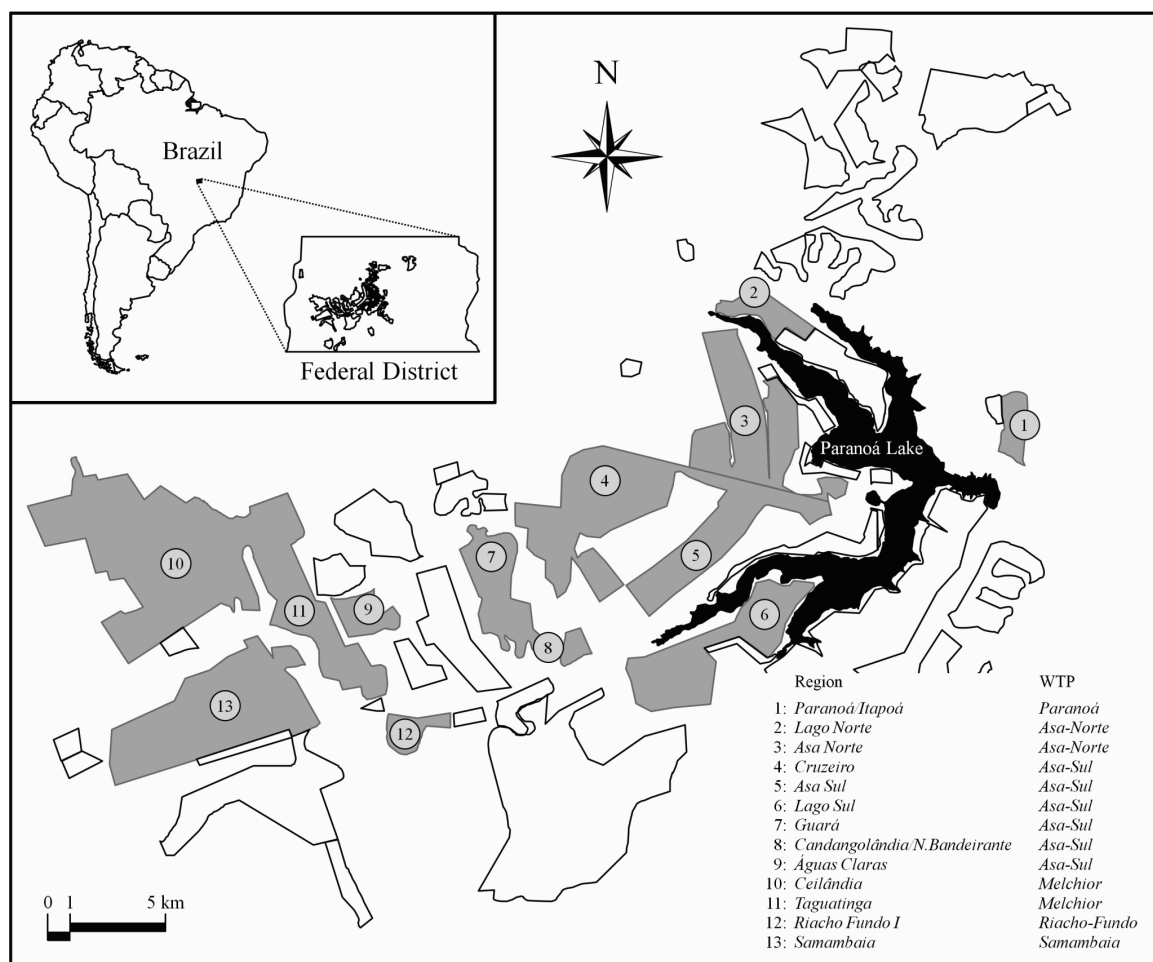 Brazil
Federal District
N
2
1
3
Paranoá Lake
4
10
7
5
11
9
6
8
13
12
Region WTP
1: Paranoá/Itapoá Paranoá
2: Lago Norte Asa-Norte
3: Asa Norte Asa-Norte
4: Cruzeiro Asa-Sul
5: Asa Sul Asa-Sul
6: Lago Sul Asa-Sul
7: Guará Asa-Sul
8: Candangolândia/N.Bandeirante Asa-Sul
9: Águas Claras Asa-Sul
10: Ceilândia Melchior
11: Taguatinga Melchior
12: Riacho Fundo I Riacho-Fundo
13: Samambaia Samambaia
0 1 5 km